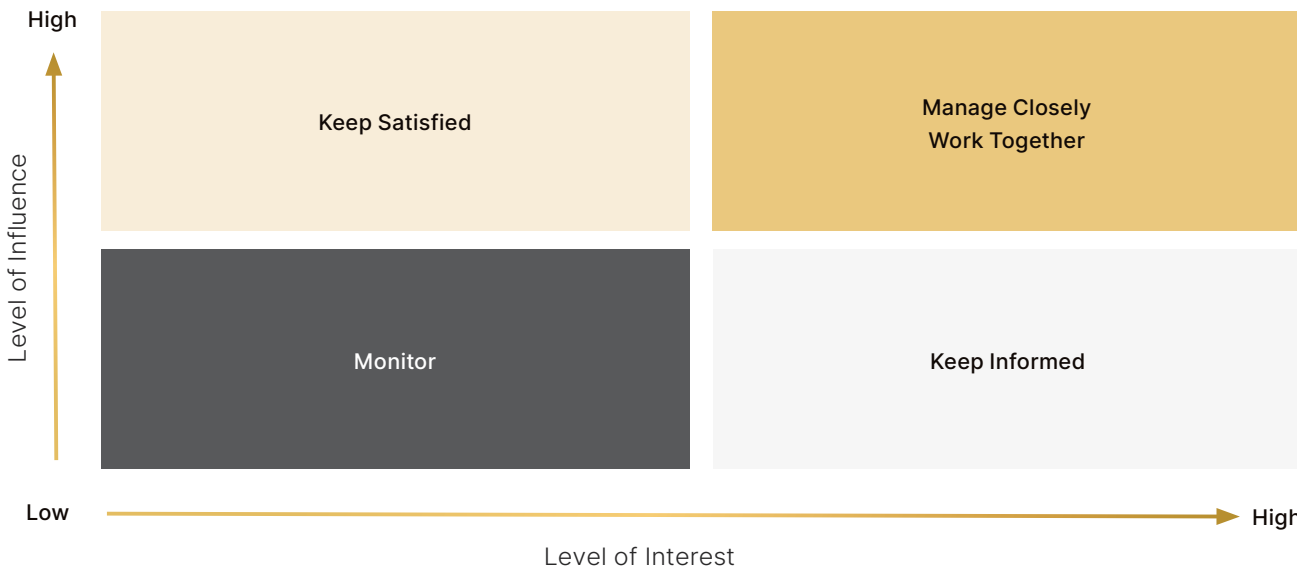 High
Level of Influence
Keep Satisfied
Manage Closely
Work Together
Monitor
Keep Informed
Low
High
Level of Interest